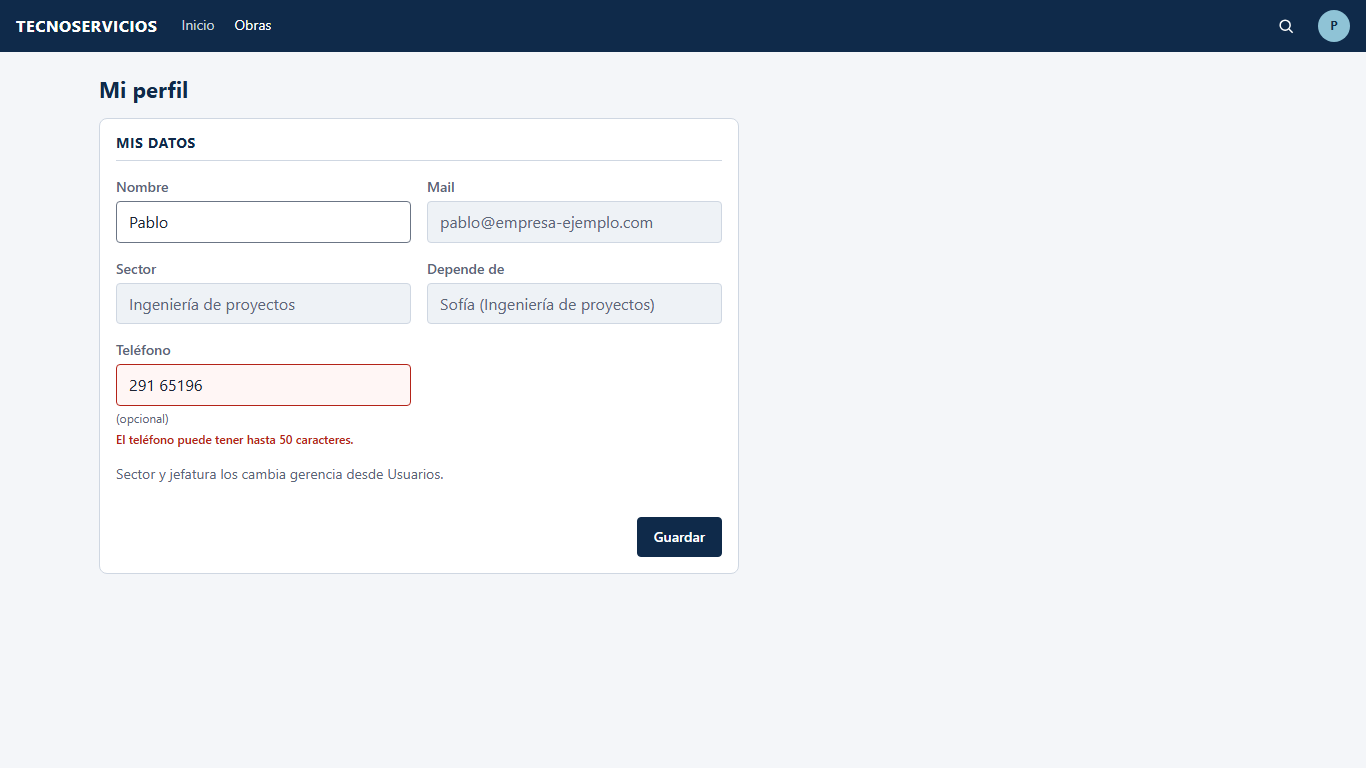 TECNOSERVICIOS Inicio Obras P
Mi perfil
MIS DATOS
Nombre Mail
Pablo pablo@empresa-ejemplo.com
Sector Depende de
Ingeniería de proyectos Sofía (Ingeniería de proyectos)
Teléfono
291 65196
(opcional)
El teléfono puede tener hasta 50 caracteres.
Sector y jefatura los cambia gerencia desde Usuarios.
Guardar